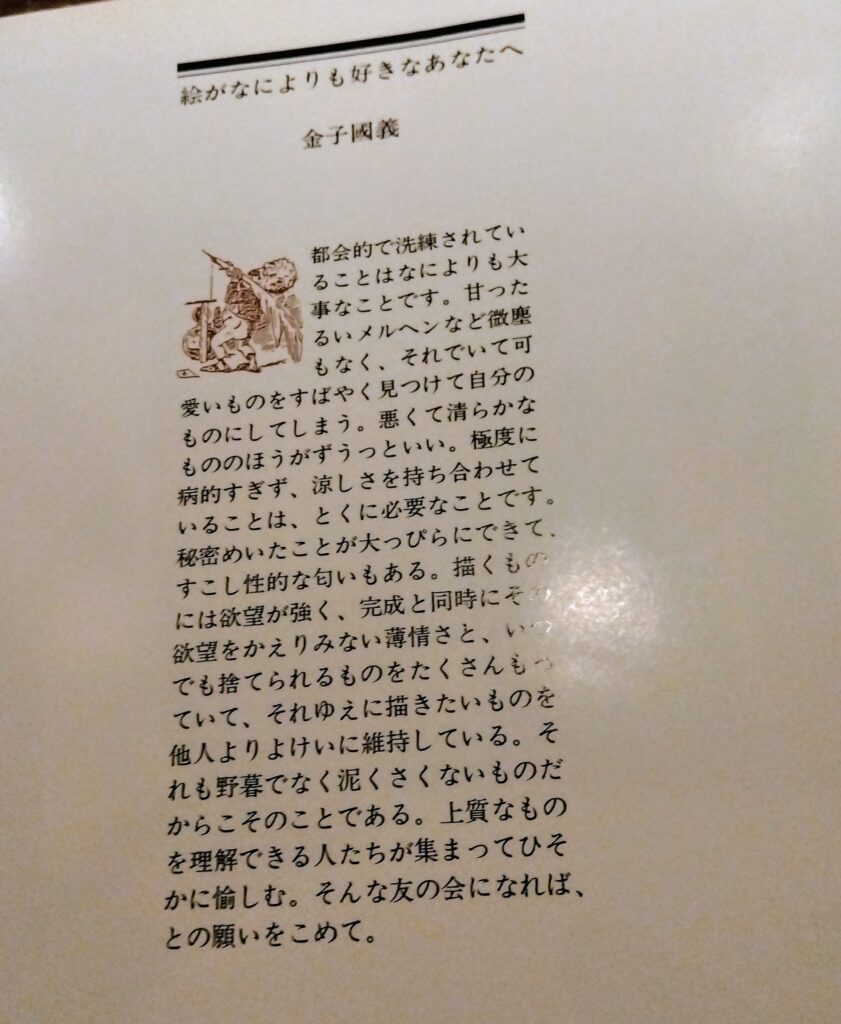 絵がなによりも好きなあなたへ
金子國義
都会的で洗練されてい
ることはなによりも大
事なことです。甘った
るいメルヘンなど微塵
もなく、それでいて可
愛いものをすばやく見つけて自分の
ものにしてしまう。悪くて清らかな
もののほうがずうっといい。極度に
病的すぎず、涼しさを持ち合わせて
いることは、とくに必要なことです。
秘密めいたことが大っぴらにできて、
すこし性的な匂いもある。描くもの
には欲望が強く、完成と同時にその
欲望をかえりみない薄情さと、いつ
でも捨てられるものをたくさんもっ
ていて、それゆえに描きたいものを
他人よりよけいに維持している。そ
れも野暮でなく泥くさくないものだ
からこそのことである。上質なもの
を理解できる人たちが集まってひそ
かに愉しむ。そんな友の会になれば、
との願いをこめて。